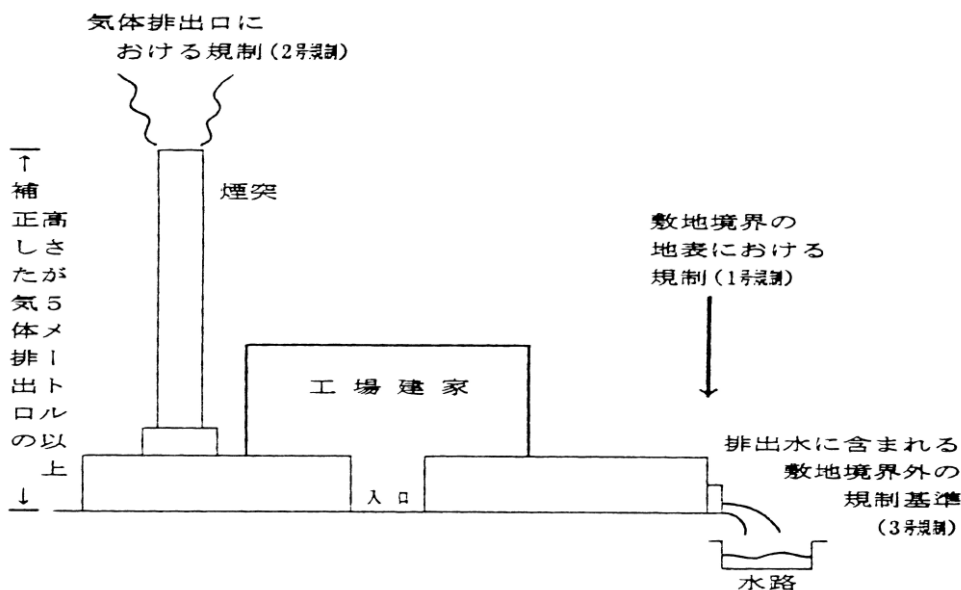 気体排出口に
おける規制(2号規制)
煙突
敷地境界の
地表における
規制(1号規制)
補正した気体排出口の
高さが5メートル以上
工場建家
入口
排出水に含まれる
敷地境界外の
規制基準
(3号規制)
水路